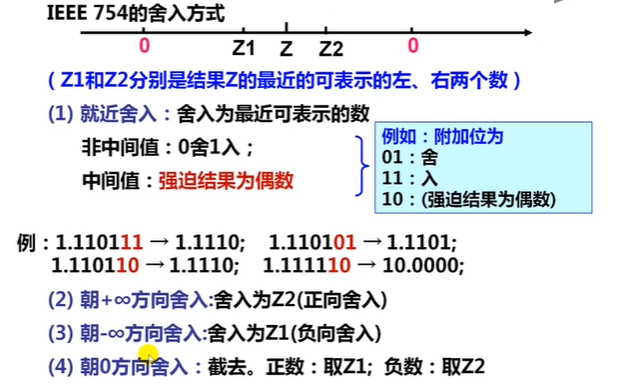 IEEE 754的舍入方式
0 Z1 Z Z2 0
（Z1和Z2分别是结果Z的最近的可表示的左、右两个数）
(1) 就近舍入：舍入为最近可表示的数
非中间值：0舍1入；
中间值：强迫结果为偶数
例如：附加位为
01：舍
11：入
10：(强迫结果为偶数)
例：1.110111 → 1.1110; 1.110101 → 1.1101;
1.110110 → 1.1110; 1.111110 → 10.0000;
(2) 朝+∞方向舍入:舍入为Z2(正向舍入)
(3) 朝-∞方向舍入:舍入为Z1(负向舍入)
(4) 朝0方向舍入：截去。正数：取Z1; 负数：取Z2